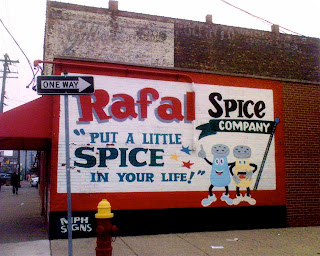 ONE WAY
Rafal SPICE
COMPANY
"PUT A LITTLE
SPICE
IN YOUR LIFE!"
MPH
SIGNS